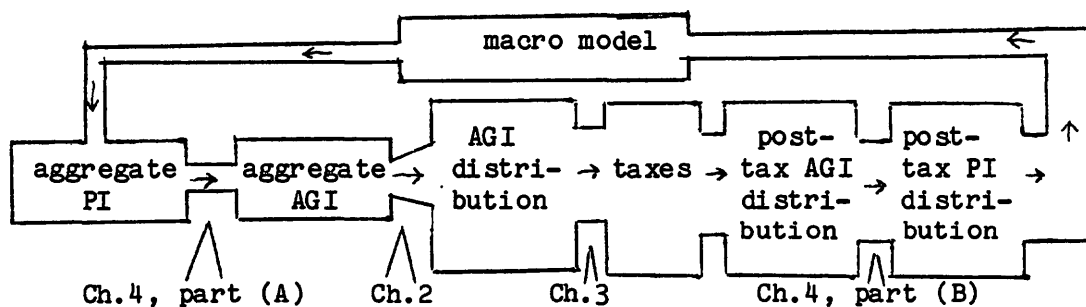 macro model
aggregate
PI
aggregate
AGI
AGI
distri-
bution
taxes
post-
tax AGI
distri-
bution
post-
tax PI
distri-
bution
Ch.4, part (A)
Ch.2
Ch.3
Ch.4, part (B)